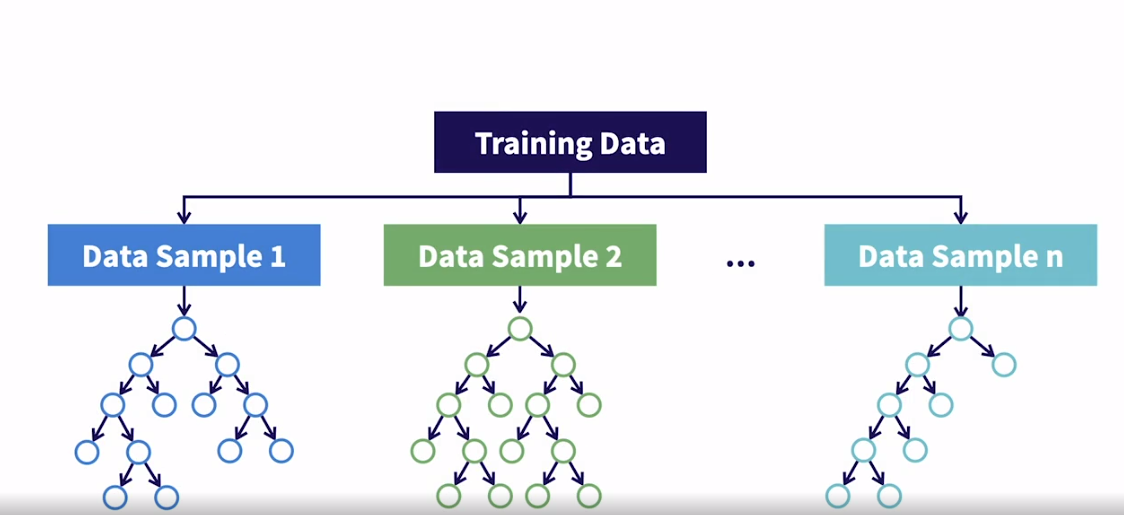 Training Data
Data Sample 1
Data Sample 2
...
Data Sample n